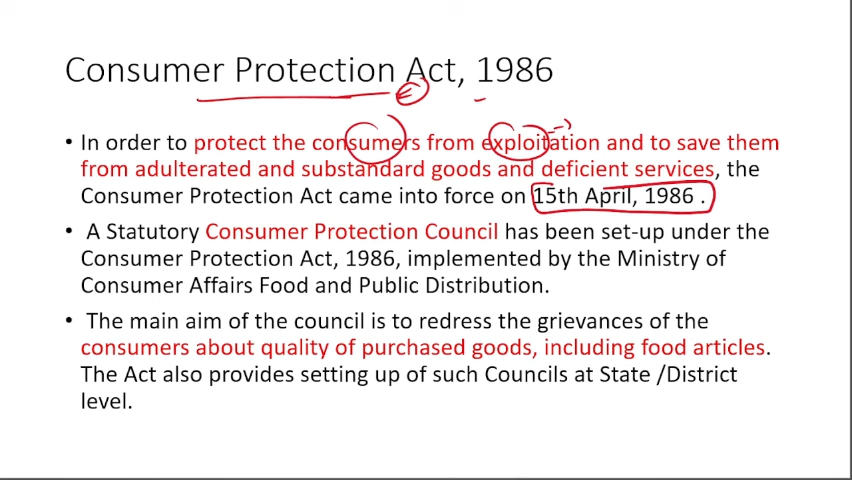 Consumer Protection Act, 1986
• In order to protect the consumers from exploitation and to save them
from adulterated and substandard goods and deficient services, the
Consumer Protection Act came into force on 15th April, 1986 .
• A Statutory Consumer Protection Council has been set-up under the
Consumer Protection Act, 1986, implemented by the Ministry of
Consumer Affairs Food and Public Distribution.
• The main aim of the council is to redress the grievances of the
consumers about quality of purchased goods, including food articles.
The Act also provides setting up of such Councils at State /District
level.